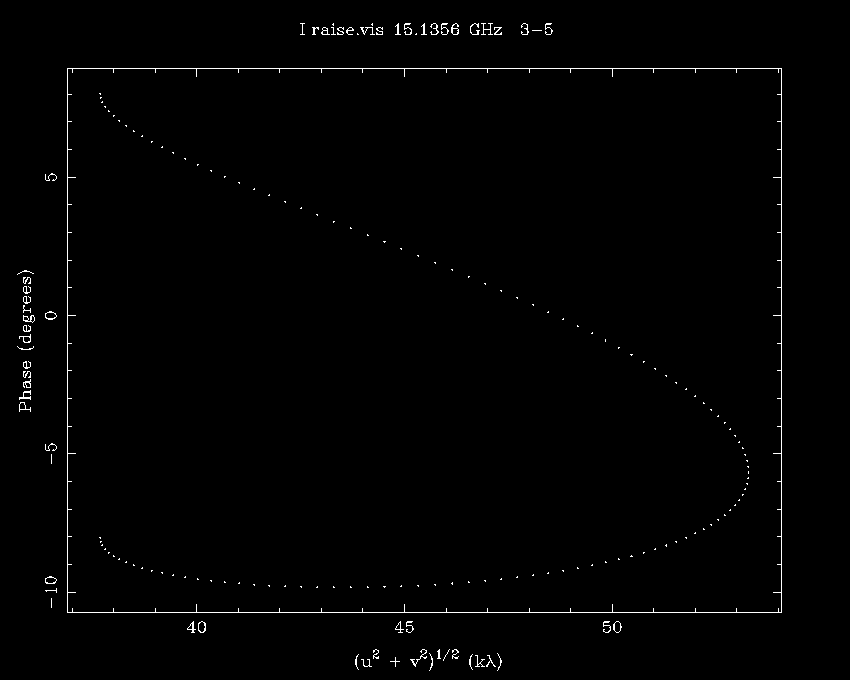 I raise.vis 15.1356 GHz 3−5
5
0
−5
−10
Phase (degrees)
40 45 50
(u² + v²)^1/2 (kλ)